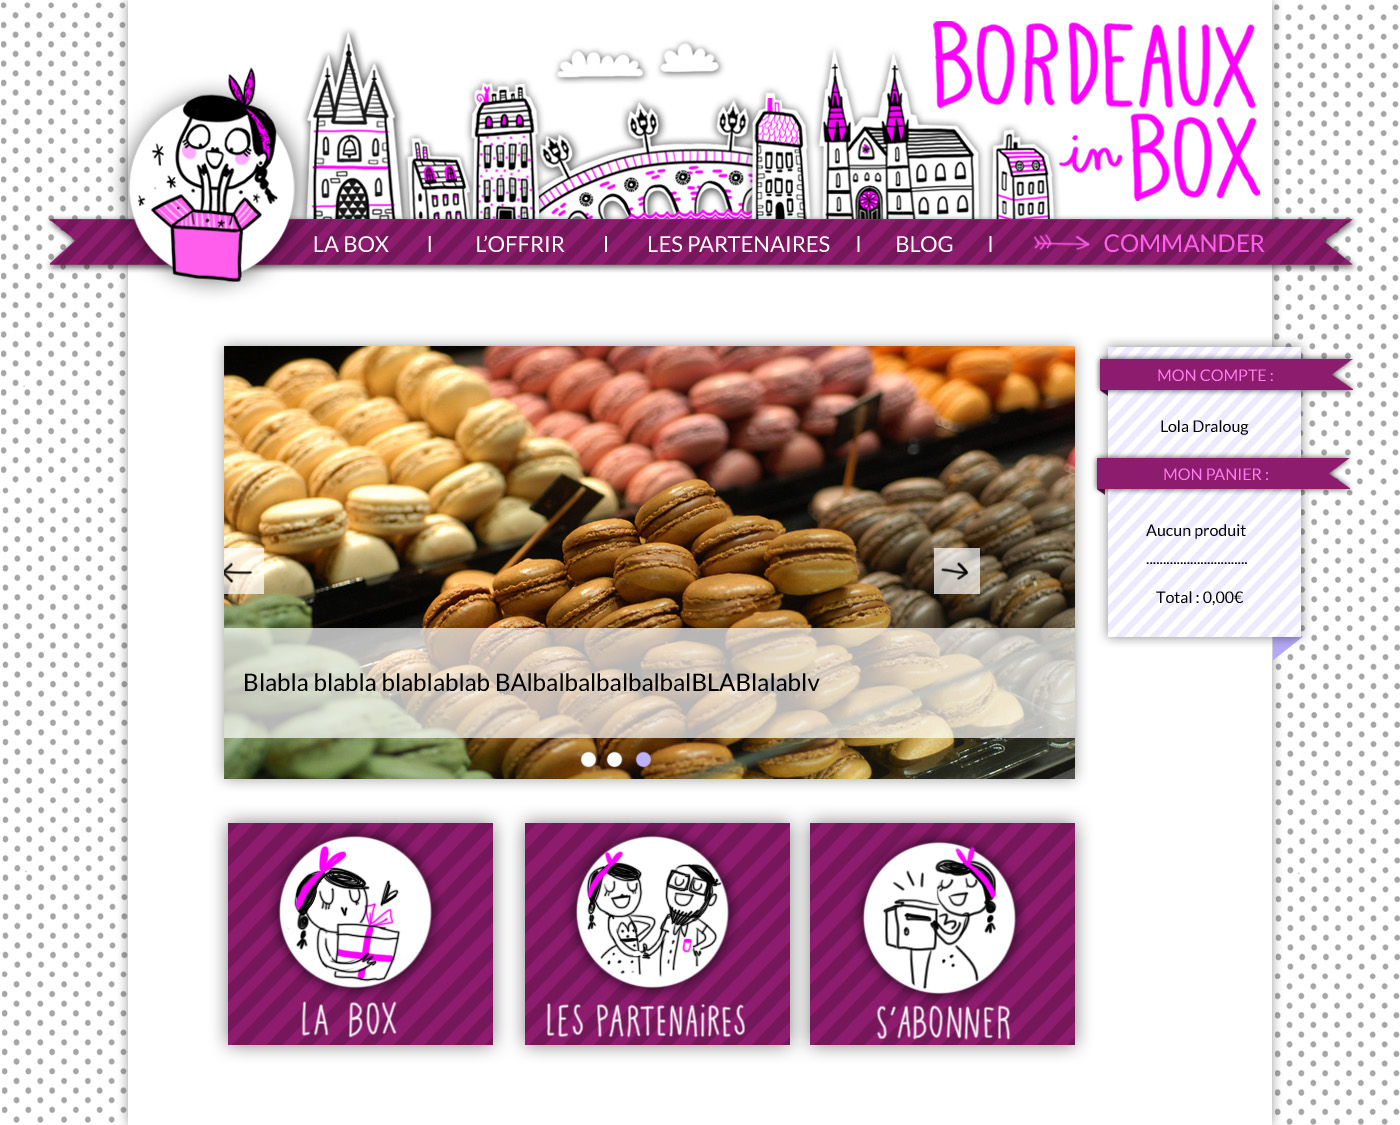 BORDEAUX
in BOX
LA BOX | L'OFFRIR | LES PARTENAIRES | BLOG | COMMANDER
MON COMPTE :
Lola Draloug
MON PANIER :
Aucun produit
..............................
Total : 0,00€
Blabla blabla blablablab BAlbalbalbalbalbalBLABlalablv
LA BOX
LES PARTENAiRES
S'ABONNER